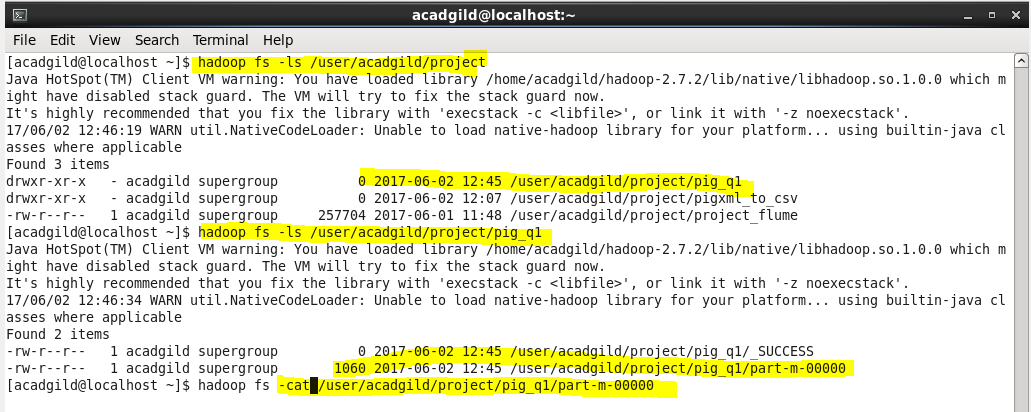 acadgild@localhost:~
File Edit View Search Terminal Help
[acadgild@localhost ~]$ hadoop fs -ls /user/acadgild/project
Java HotSpot(TM) Client VM warning: You have loaded library /home/acadgild/hadoop-2.7.2/lib/native/libhadoop.so.1.0.0 which m
ight have disabled stack guard. The VM will try to fix the stack guard now.
It's highly recommended that you fix the library with 'execstack -c <libfile>', or link it with '-z noexecstack'.
17/06/02 12:46:19 WARN util.NativeCodeLoader: Unable to load native-hadoop library for your platform... using builtin-java cl
asses where applicable
Found 3 items
drwxr-xr-x   - acadgild supergroup          0 2017-06-02 12:45 /user/acadgild/project/pig_q1
drwxr-xr-x   - acadgild supergroup          0 2017-06-02 12:07 /user/acadgild/project/pigxml_to_csv
-rw-r--r--   1 acadgild supergroup     257704 2017-06-01 11:48 /user/acadgild/project/project_flume
[acadgild@localhost ~]$ hadoop fs -ls /user/acadgild/project/pig_q1
Java HotSpot(TM) Client VM warning: You have loaded library /home/acadgild/hadoop-2.7.2/lib/native/libhadoop.so.1.0.0 which m
ight have disabled stack guard. The VM will try to fix the stack guard now.
It's highly recommended that you fix the library with 'execstack -c <libfile>', or link it with '-z noexecstack'.
17/06/02 12:46:34 WARN util.NativeCodeLoader: Unable to load native-hadoop library for your platform... using builtin-java cl
asses where applicable
Found 2 items
-rw-r--r--   1 acadgild supergroup          0 2017-06-02 12:45 /user/acadgild/project/pig_q1/_SUCCESS
-rw-r--r--   1 acadgild supergroup       1060 2017-06-02 12:45 /user/acadgild/project/pig_q1/part-m-00000
[acadgild@localhost ~]$ hadoop fs -cat /user/acadgild/project/pig_q1/part-m-00000